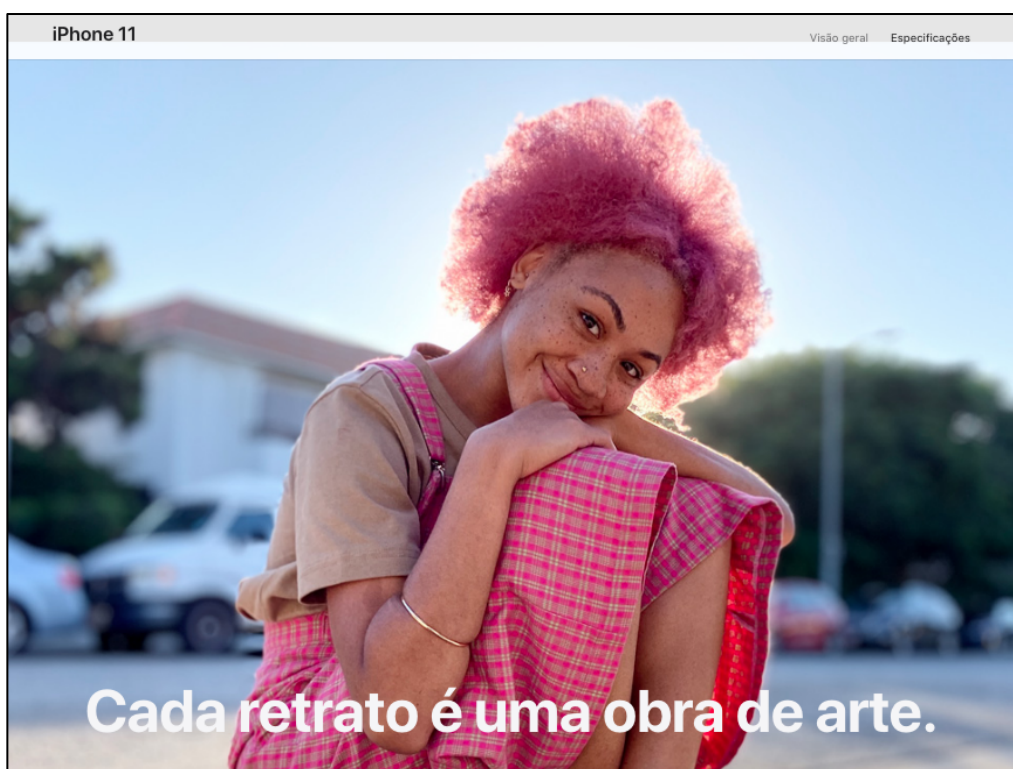 iPhone 11
Visão geral Especificações
Cada retrato é uma obra de arte.